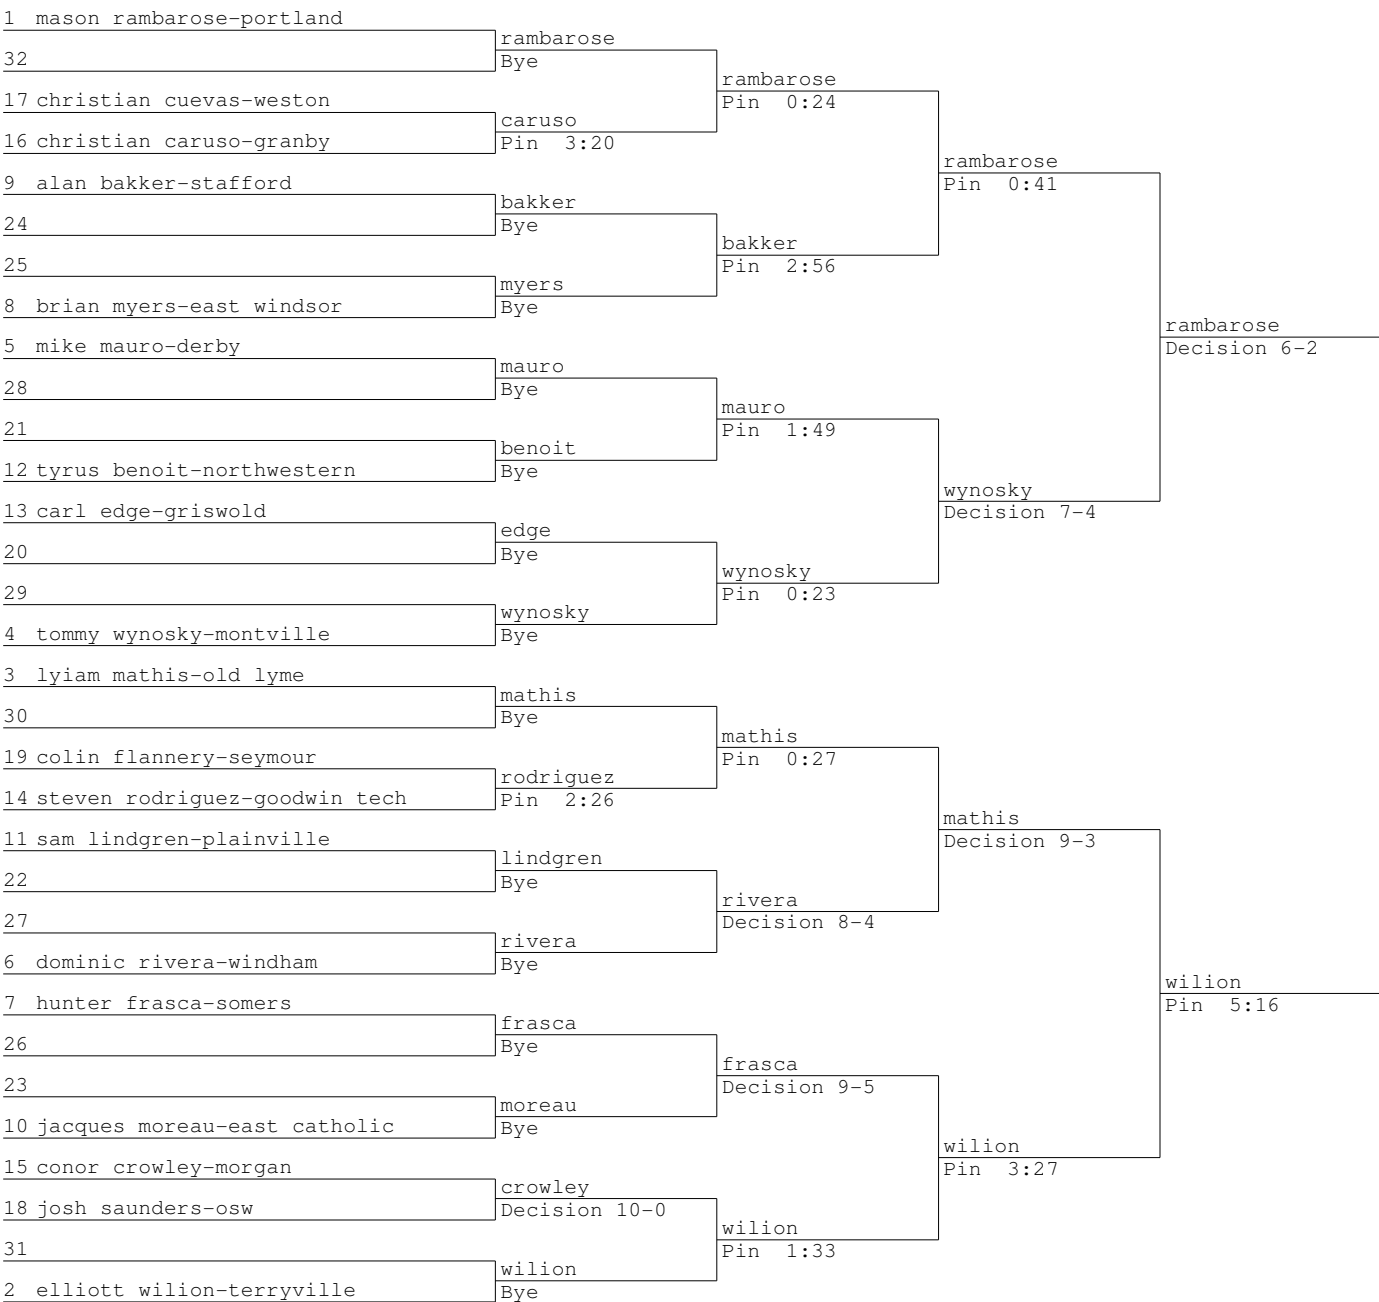 1 mason rambarose-portland
rambarose
32
Bye
rambarose
17 christian cuevas-weston
Pin 0:24
caruso
16 christian caruso-granby
Pin 3:20
rambarose
9 alan bakker-stafford
Pin 0:41
bakker
24
Bye
bakker
25
Pin 2:56
myers
8 brian myers-east windsor
Bye
rambarose
5 mike mauro-derby
Decision 6-2
mauro
28
Bye
mauro
21
Pin 1:49
benoit
12 tyrus benoit-northwestern
Bye
wynosky
13 carl edge-griswold
Decision 7-4
edge
20
Bye
wynosky
29
Pin 0:23
wynosky
4 tommy wynosky-montville
Bye
3 lyiam mathis-old lyme
mathis
30
Bye
mathis
19 colin flannery-seymour
Pin 0:27
rodriguez
14 steven rodriguez-goodwin tech
Pin 2:26
mathis
11 sam lindgren-plainville
Decision 9-3
lindgren
22
Bye
rivera
27
Decision 8-4
rivera
6 dominic rivera-windham
Bye
wilion
7 hunter frasca-somers
Pin 5:16
frasca
26
Bye
frasca
23
Decision 9-5
moreau
10 jacques moreau-east catholic
Bye
wilion
15 conor crowley-morgan
Pin 3:27
crowley
18 josh saunders-osw
Decision 10-0
wilion
31
Pin 1:33
wilion
2 elliott wilion-terryville
Bye